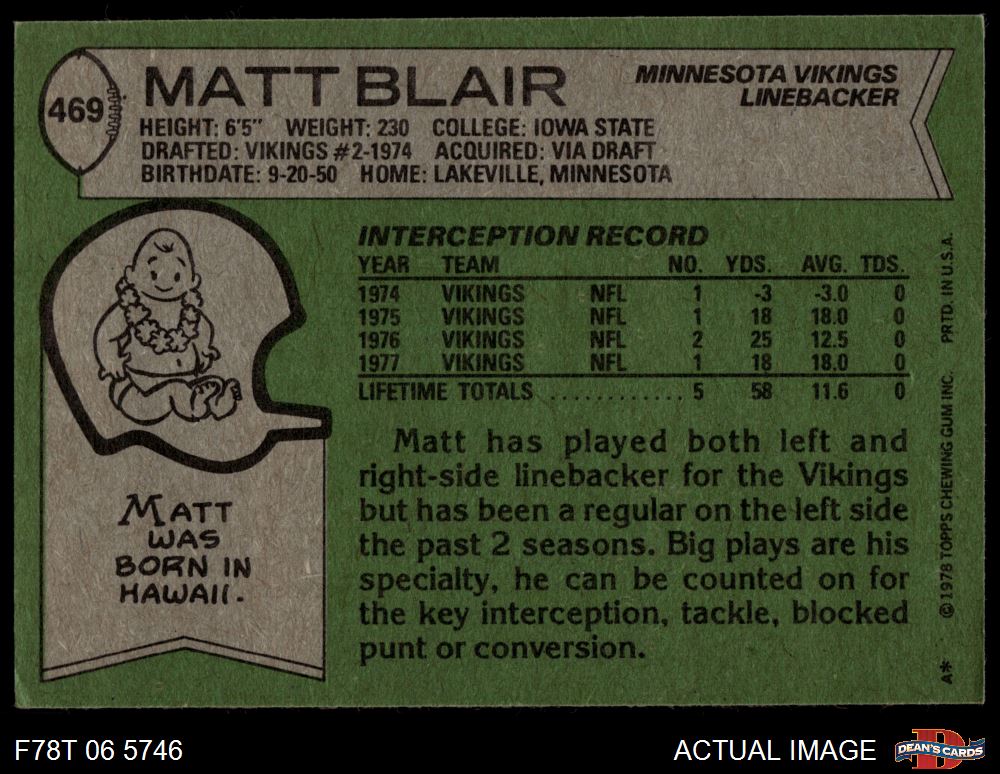 469
MATT BLAIR
MINNESOTA VIKINGS
LINEBACKER
HEIGHT: 6'5" WEIGHT: 230 COLLEGE: IOWA STATE
DRAFTED: VIKINGS #2-1974 ACQUIRED: VIA DRAFT
BIRTHDATE: 9-20-50 HOME: LAKEVILLE, MINNESOTA
MATT
WAS
BORN IN
HAWAII.
INTERCEPTION RECORD
YEAR TEAM NO. YDS. AVG. TDS.
1974 VIKINGS NFL 1 -3 -3.0 0
1975 VIKINGS NFL 1 18 18.0 0
1976 VIKINGS NFL 2 25 12.5 0
1977 VIKINGS NFL 1 18 18.0 0
LIFETIME TOTALS ............ 5 58 11.6 0
Matt has played both left and
right-side linebacker for the Vikings
but has been a regular on the left side
the past 2 seasons. Big plays are his
specialty, he can be counted on for
the key interception, tackle, blocked
punt or conversion.
A* © 1978 TOPPS CHEWING GUM INC. PRTD. IN U.S.A.
F78T 06 5746
ACTUAL IMAGE
D
DEAN'S CARDS